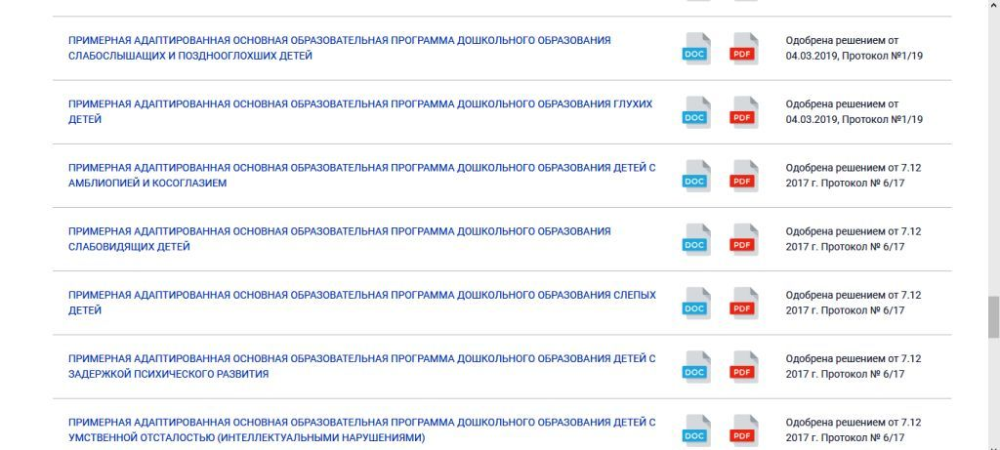 ПРИМЕРНАЯ АДАПТИРОВАННАЯ ОСНОВНАЯ ОБРАЗОВАТЕЛЬНАЯ ПРОГРАММА ДОШКОЛЬНОГО ОБРАЗОВАНИЯ
СЛАБОСЛЫШАЩИХ И ПОЗДНООГЛОХШИХ ДЕТЕЙ
DOC
PDF
Одобрена решением от
04.03.2019, Протокол №1/19
ПРИМЕРНАЯ АДАПТИРОВАННАЯ ОСНОВНАЯ ОБРАЗОВАТЕЛЬНАЯ ПРОГРАММА ДОШКОЛЬНОГО ОБРАЗОВАНИЯ ГЛУХИХ
ДЕТЕЙ
DOC
PDF
Одобрена решением от
04.03.2019, Протокол №1/19
ПРИМЕРНАЯ АДАПТИРОВАННАЯ ОСНОВНАЯ ОБРАЗОВАТЕЛЬНАЯ ПРОГРАММА ДОШКОЛЬНОГО ОБРАЗОВАНИЯ ДЕТЕЙ С
АМБЛИОПИЕЙ И КОСОГЛАЗИЕМ
DOC
PDF
Одобрена решением от 7.12
2017 г. Протокол № 6/17
ПРИМЕРНАЯ АДАПТИРОВАННАЯ ОСНОВНАЯ ОБРАЗОВАТЕЛЬНАЯ ПРОГРАММА ДОШКОЛЬНОГО ОБРАЗОВАНИЯ
СЛАБОВИДЯЩИХ ДЕТЕЙ
DOC
PDF
Одобрена решением от 7.12
2017 г. Протокол № 6/17
ПРИМЕРНАЯ АДАПТИРОВАННАЯ ОСНОВНАЯ ОБРАЗОВАТЕЛЬНАЯ ПРОГРАММА ДОШКОЛЬНОГО ОБРАЗОВАНИЯ СЛЕПЫХ
ДЕТЕЙ
DOC
PDF
Одобрена решением от 7.12
2017 г. Протокол № 6/17
ПРИМЕРНАЯ АДАПТИРОВАННАЯ ОСНОВНАЯ ОБРАЗОВАТЕЛЬНАЯ ПРОГРАММА ДОШКОЛЬНОГО ОБРАЗОВАНИЯ ДЕТЕЙ С
ЗАДЕРЖКОЙ ПСИХИЧЕСКОГО РАЗВИТИЯ
DOC
PDF
Одобрена решением от 7.12
2017 г. Протокол № 6/17
ПРИМЕРНАЯ АДАПТИРОВАННАЯ ОСНОВНАЯ ОБРАЗОВАТЕЛЬНАЯ ПРОГРАММА ДОШКОЛЬНОГО ОБРАЗОВАНИЯ ДЕТЕЙ С
УМСТВЕННОЙ ОТСТАЛОСТЬЮ (ИНТЕЛЛЕКТУАЛЬНЫМИ НАРУШЕНИЯМИ)
DOC
PDF
Одобрена решением от 7.12
2017 г. Протокол № 6/17